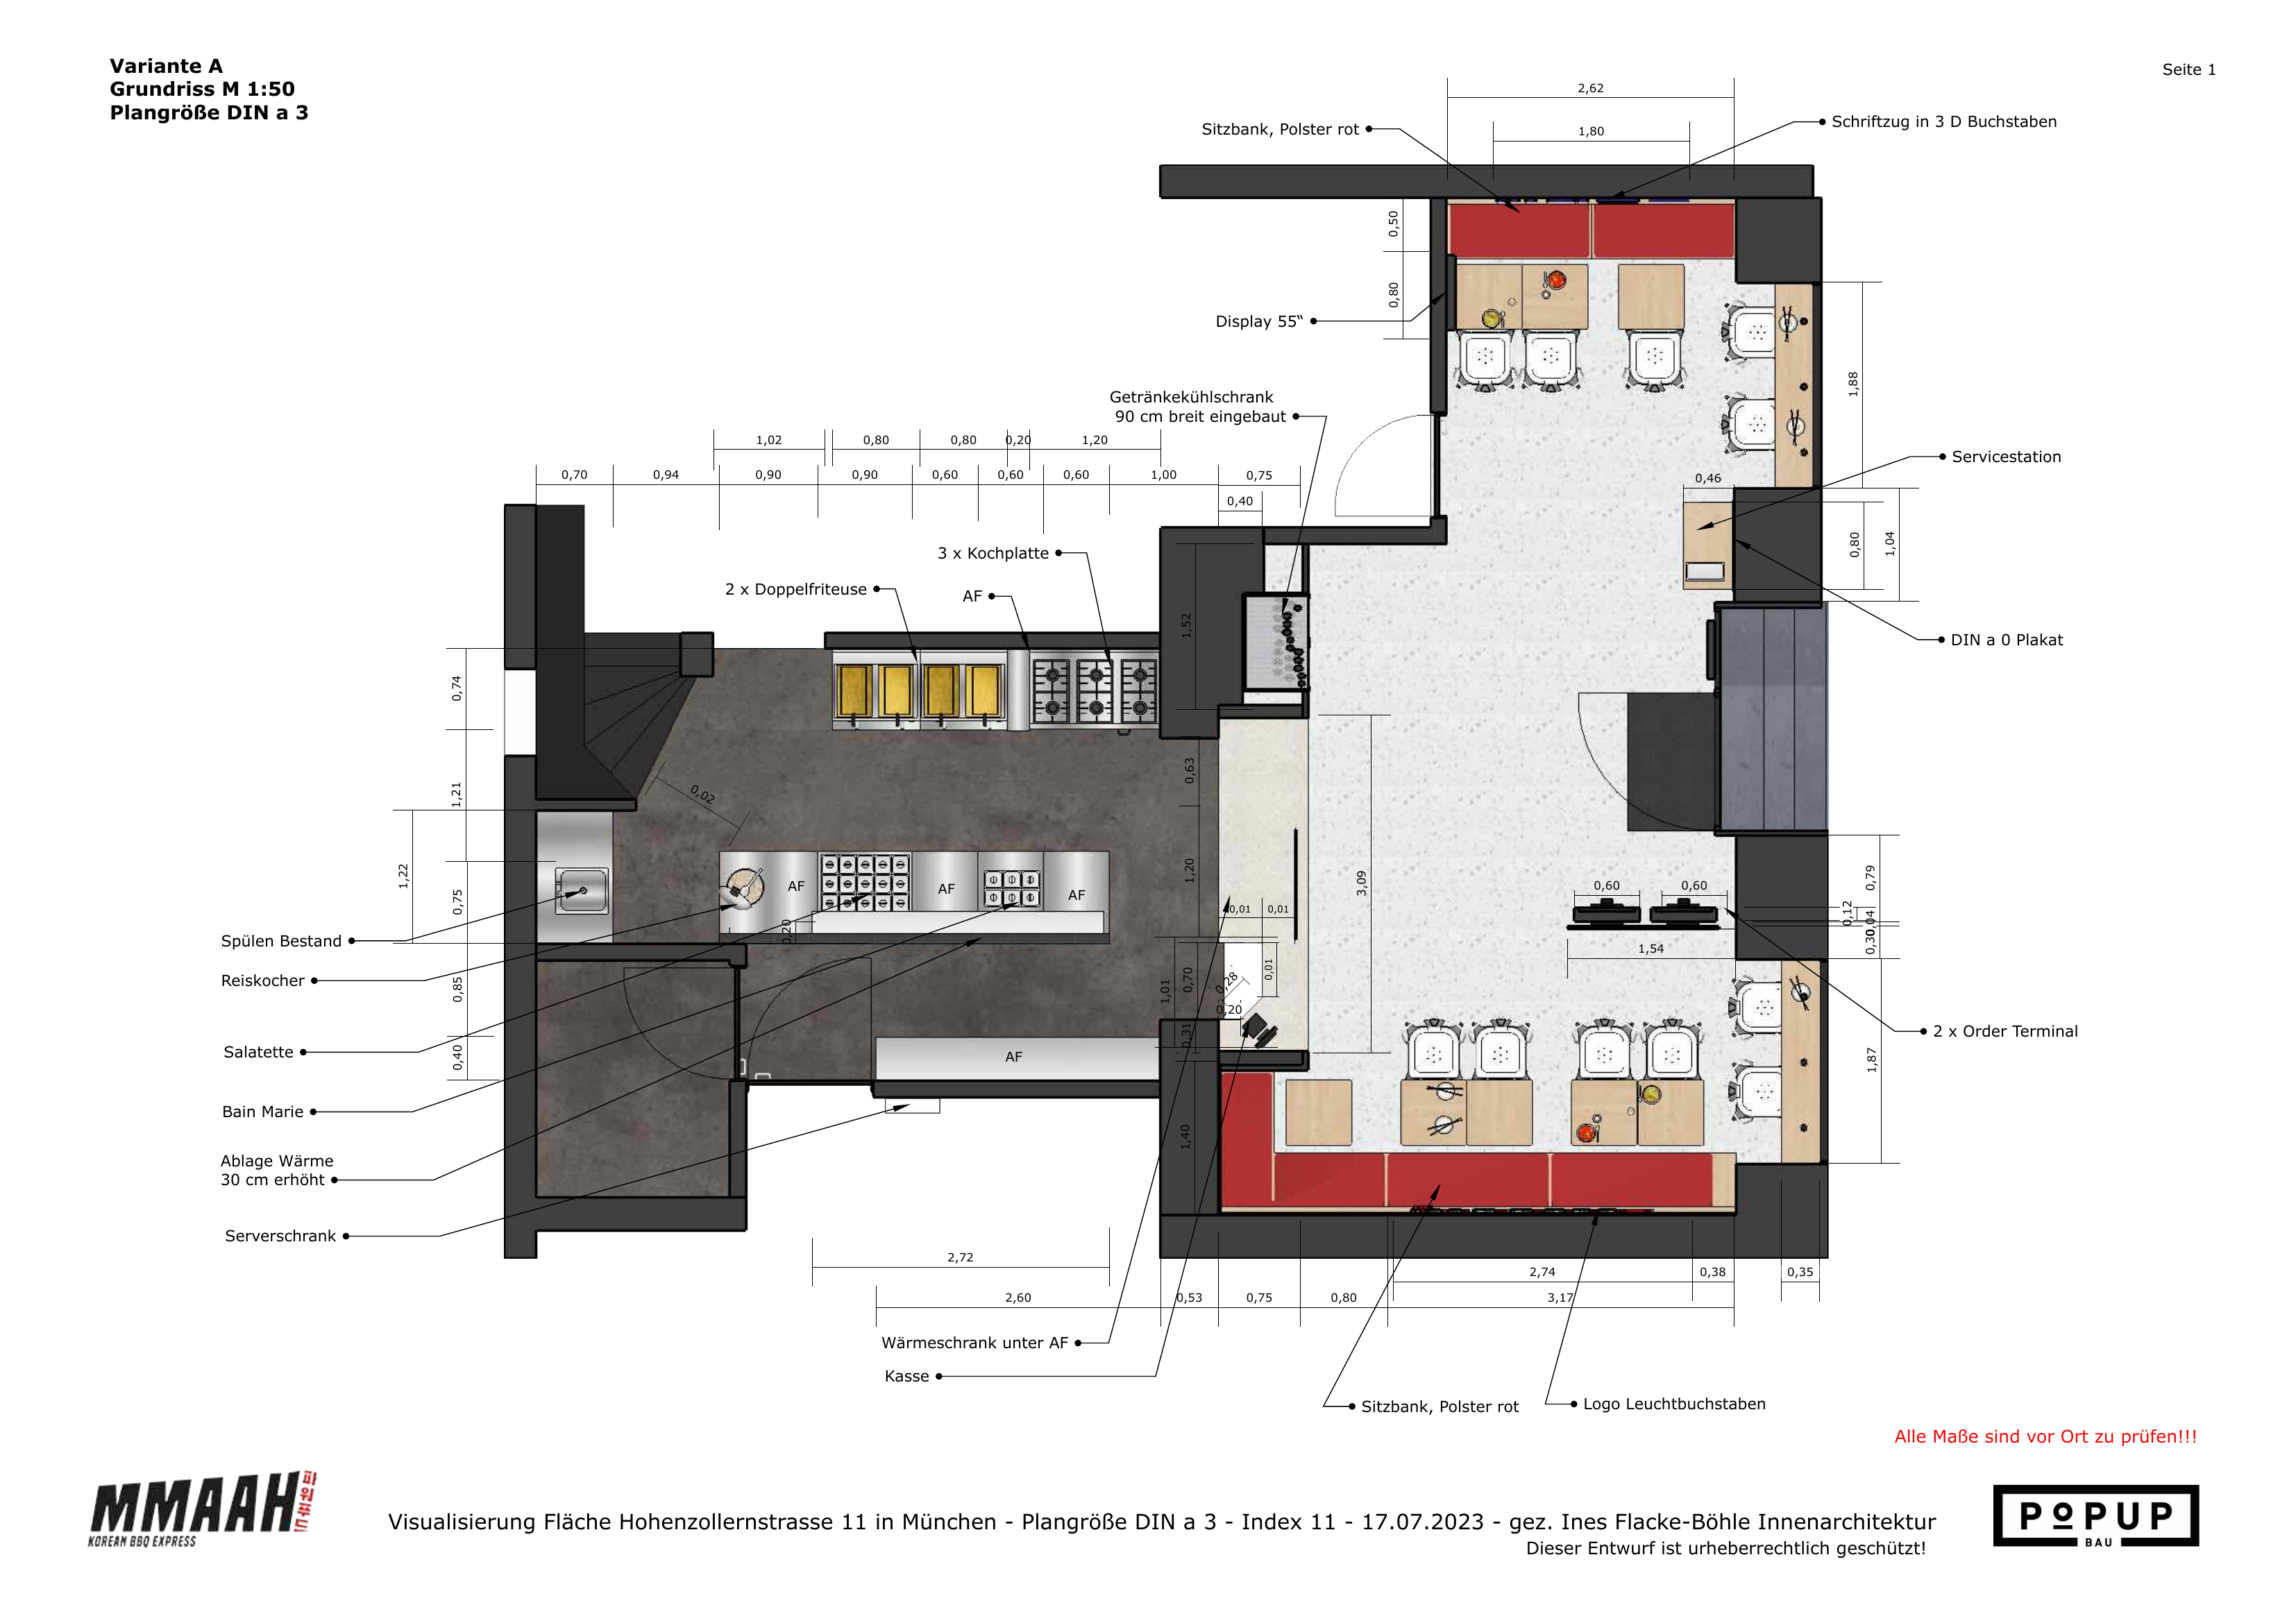 Variante A
Grundriss M 1:50
Plangröße DIN a 3
Seite 1
2,62
Sitzbank, Polster rot
1,80
Schriftzug in 3 D Buchstaben
0,50
0,80
Display 55“
Getränkekühlschrank
90 cm breit eingebaut
1,88
1,02
0,80
0,80
0,20
1,20
Servicestation
0,70
0,94
0,90
0,90
0,60
0,60
0,60
1,00
0,75
0,46
0,40
3 x Kochplatte
0,80
1,04
2 x Doppelfriteuse
AF
1,52
DIN a 0 Plakat
0,74
0,63
0,02
1,21
1,22
0,75
AF
AF
AF
1,20
3,09
0,60
0,60
0,79
0,12
0,04
0,30
0,20
0,01
0,01
Spülen Bestand
1,54
Reiskocher
0,85
0,70
1,01
0,28
0,01
0,20
0,31
2 x Order Terminal
Salatette
0,40
AF
1,87
Bain Marie
1,40
Ablage Wärme
30 cm erhöht
Serverschrank
2,72
2,74
0,38
0,35
2,60
0,53
0,75
0,80
3,17
Wärmeschrank unter AF
Kasse
Sitzbank, Polster rot
Logo Leuchtbuchstaben
Alle Maße sind vor Ort zu prüfen!!!
MMAAH
KOREAN BBQ EXPRESS
Visualisierung Fläche Hohenzollernstrasse 11 in München - Plangröße DIN a 3 - Index 11 - 17.07.2023 - gez. Ines Flacke-Böhle Innenarchitektur
Dieser Entwurf ist urheberrechtlich geschützt!
POPUP
BAU